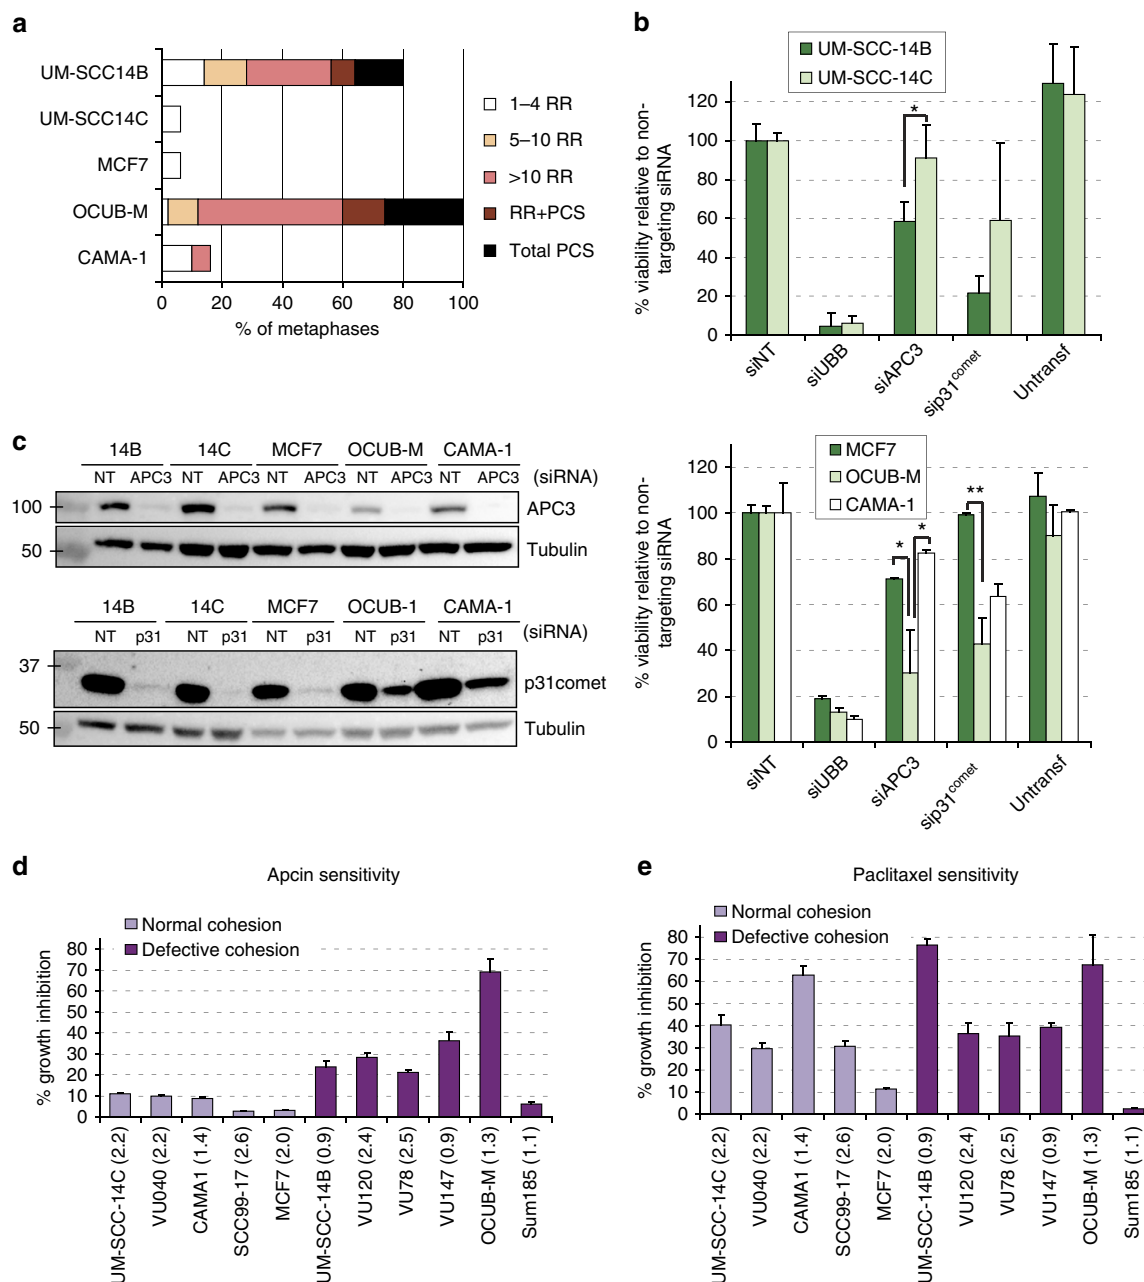 a
UM-SCC14B
UM-SCC14C
MCF7
OCUB-M
CAMA-1
0 20 40 60 80 100
% of metaphases
1–4 RR
5–10 RR
>10 RR
RR+PCS
Total PCS
b
UM-SCC-14B
UM-SCC-14C
% viability relative to non-
targeting siRNA
120
100
80
60
40
20
0
*
siNT siUBB siAPC3 sip31comet Untransf
MCF7
OCUB-M
CAMA-1
% viability relative to non-
targeting siRNA
120
100
80
60
40
20
0
* * **
siNT siUBB siAPC3 sip31comet Untransf
c
14B 14C MCF7 OCUB-M CAMA-1
NT APC3 NT APC3 NT APC3 NT APC3 NT APC3 (siRNA)
100 APC3
50 Tubulin
14B 14C MCF7 OCUB-1 CAMA-1
NT p31 NT p31 NT p31 NT p31 NT p31 (siRNA)
37
p31comet
50 Tubulin
d
Apcin sensitivity
Normal cohesion
Defective cohesion
% growth inhibition
80
70
60
50
40
30
20
10
0
UM-SCC-14C (2.2)
VU040 (2.2)
CAMA1 (1.4)
SCC99-17 (2.6)
MCF7 (2.0)
UM-SCC-14B (0.9)
VU120 (2.4)
VU78 (2.5)
VU147 (0.9)
OCUB-M (1.3)
Sum185 (1.1)
e
Paclitaxel sensitivity
Normal cohesion
Defective cohesion
% growth inhibition
80
70
60
50
40
30
20
10
0
UM-SCC-14C (2.2)
VU040 (2.2)
CAMA1 (1.4)
SCC99-17 (2.6)
MCF7 (2.0)
UM-SCC-14B (0.9)
VU120 (2.4)
VU78 (2.5)
VU147 (0.9)
OCUB-M (1.3)
Sum185 (1.1)